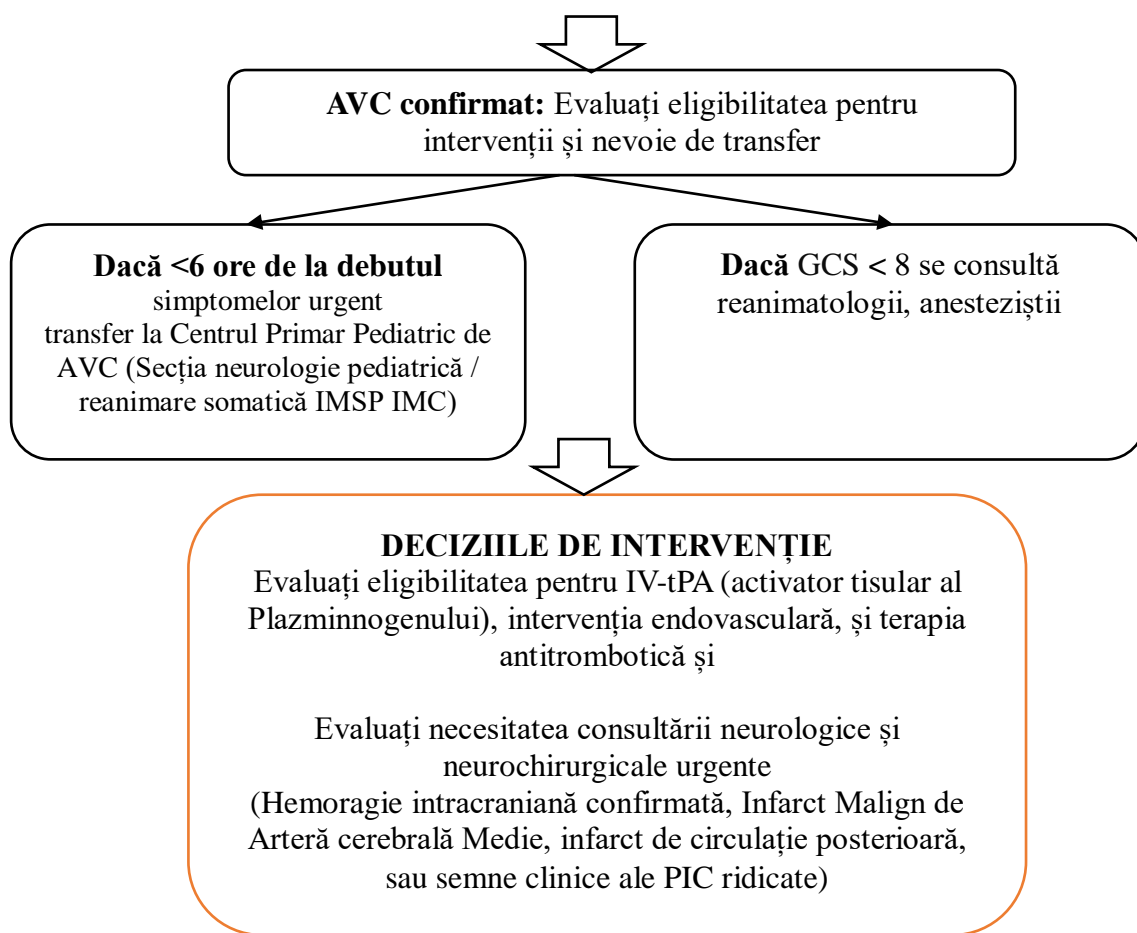 AVC confirmat: Evaluați eligibilitatea pentru
intervenții și nevoie de transfer
Dacă <6 ore de la debutul
simptomelor urgent
transfer la Centrul Primar Pediatric de
AVC (Secția neurologie pediatrică /
reanimare somatică IMSP IMC)
Dacă GCS < 8 se consultă
reanimatologii, anesteziștii
DECIZIILE DE INTERVENȚIE
Evaluați eligibilitatea pentru IV-tPA (activator tisular al
Plazminnogenului), intervenția endovasculară, și terapia
antitrombotică și
Evaluați necesitatea consultării neurologice și
neurochirurgicale urgente
(Hemoragie intracraniană confirmată, Infarct Malign de
Arteră cerebrală Medie, infarct de circulație posterioară,
sau semne clinice ale PIC ridicate)